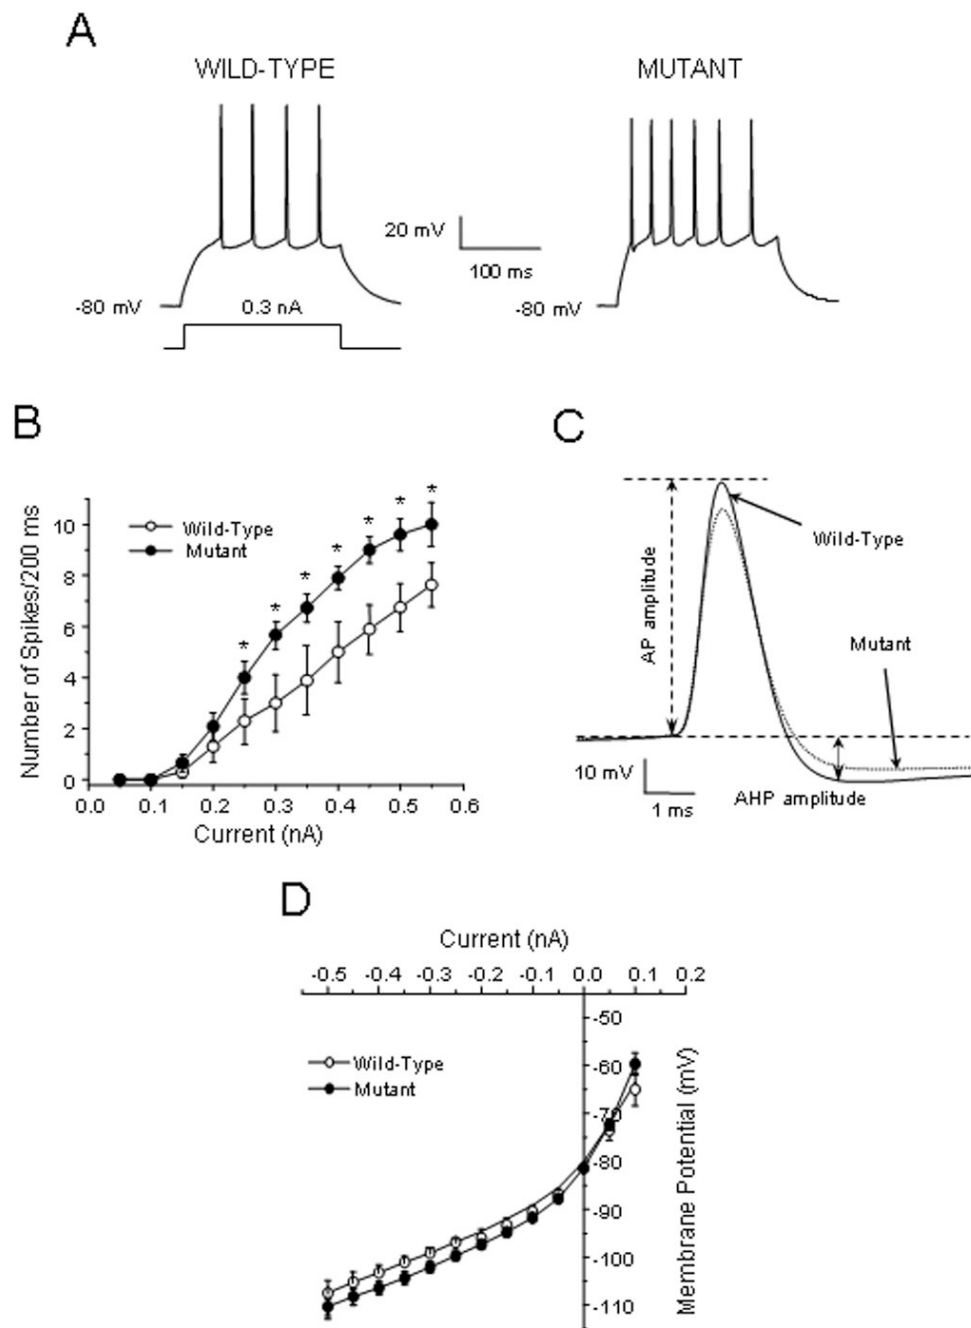 A
WILD-TYPE
MUTANT
20 mV
100 ms
-80 mV
0.3 nA
-80 mV
B
Number of Spikes/200 ms
10
8
6
4
2
0
Wild-Type
Mutant
* * * * * * *
0.0 0.1 0.2 0.3 0.4 0.5 0.6
Current (nA)
C
AP amplitude
Wild-Type
Mutant
10 mV
1 ms
AHP amplitude
D
Current (nA)
-0.5 -0.4 -0.3 -0.2 -0.1 0.0 0.1 0.2
Wild-Type
Mutant
-50
-60
-70
-80
-90
-100
-110
Membrane Potential (mV)